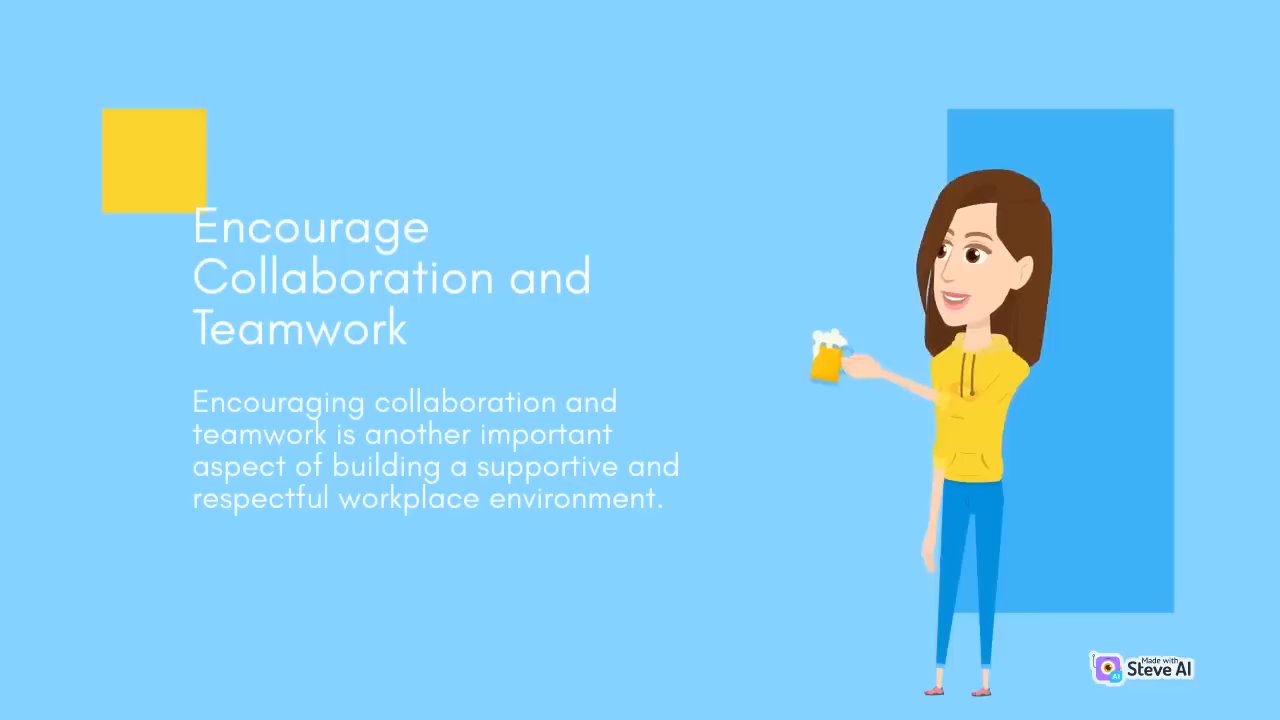 Encourage
Collaboration and
Teamwork
Encouraging collaboration and
teamwork is another important
aspect of building a supportive and
respectful workplace environment.
Made with
Steve AI
AI